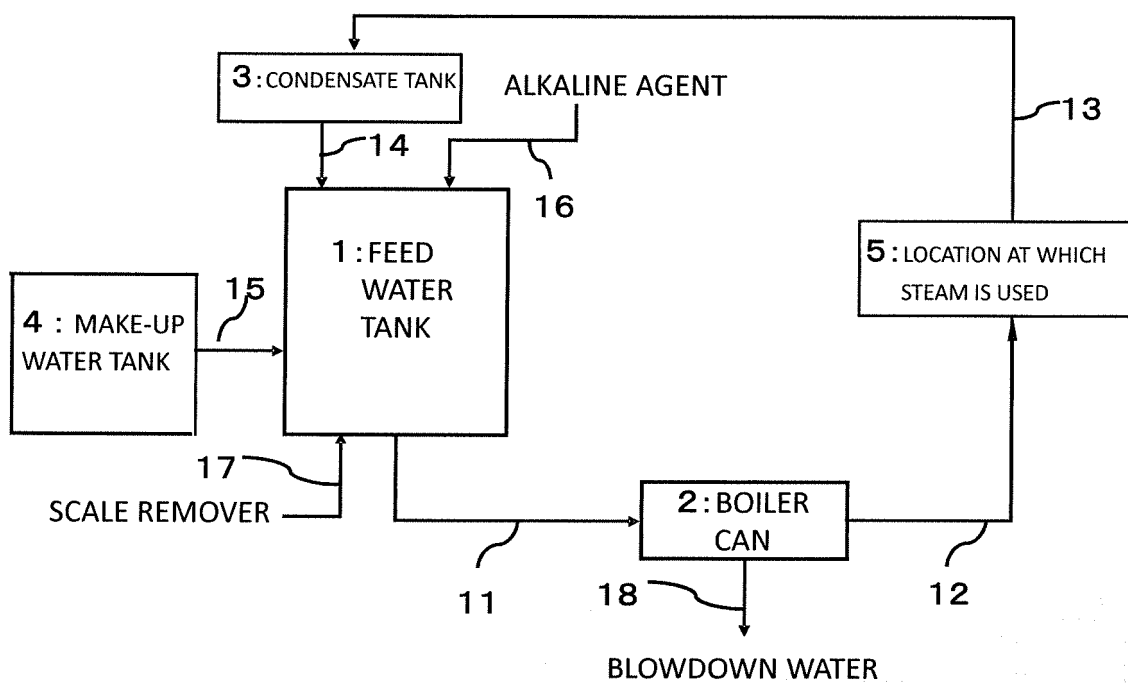 3:CONDENSATE TANK
ALKALINE AGENT
13
14
16
1:FEED
WATER
TANK
5:LOCATION AT WHICH
STEAM IS USED
15
4: MAKE-UP
WATER TANK
17
SCALE REMOVER
2:BOILER
CAN
11
18
12
BLOWDOWN WATER